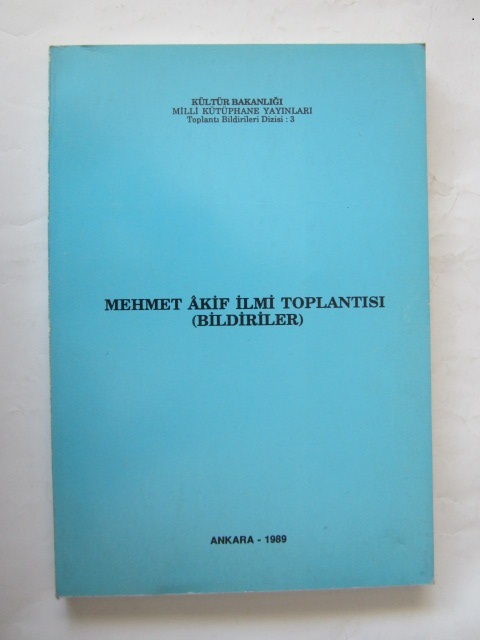 KÜLTÜR BAKANLIĞI
MİLLİ KÜTÜPHANE YAYINLARI
Toplantı Bildirileri Dizisi : 3
MEHMET ÂKİF İLMİ TOPLANTISI
(BİLDİRİLER)
ANKARA - 1989